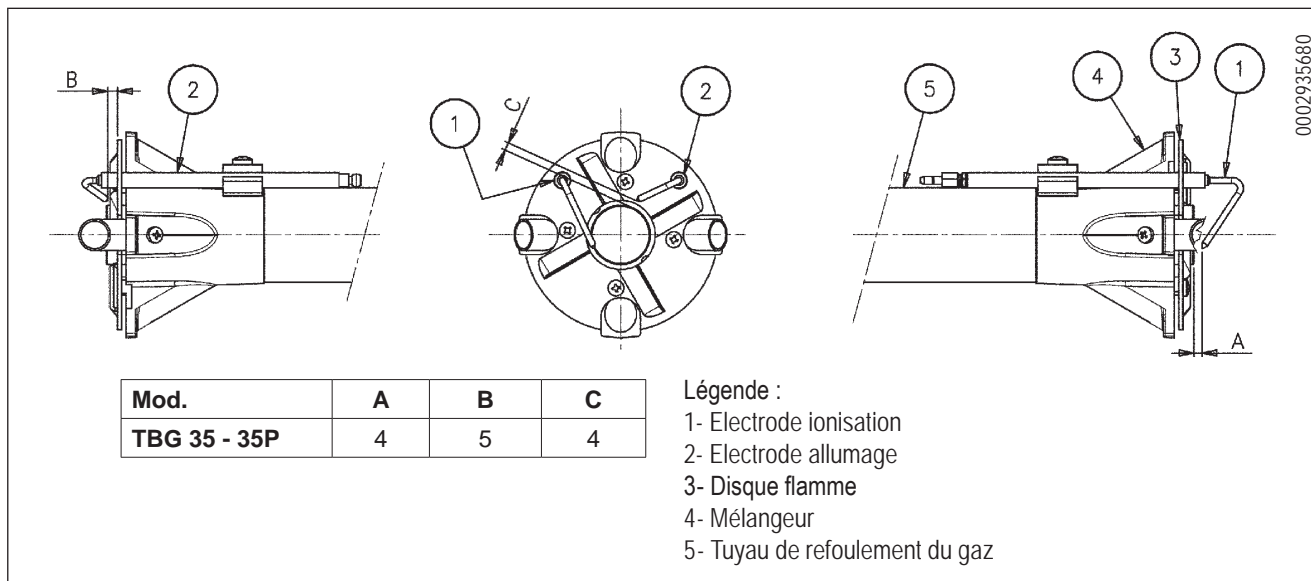 B
2
1
C
2
5
4
3
1
A
0002935680
Mod. A B C
TBG 35 - 35P 4 5 4
Légende :
1- Electrode ionisation
2- Electrode allumage
3- Disque flamme
4- Mélangeur
5- Tuyau de refoulement du gaz